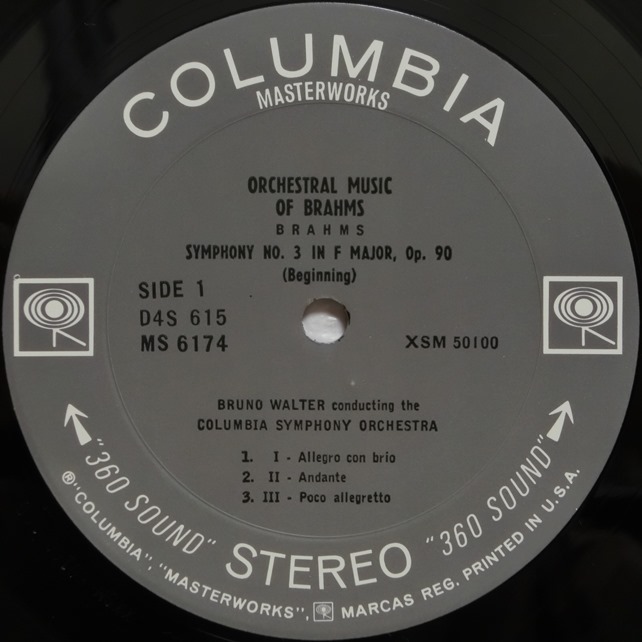 COLUMBIA
MASTERWORKS
ORCHESTRAL MUSIC
OF BRAHMS
BRAHMS
SYMPHONY NO. 3 IN F MAJOR, Op. 90
(Beginning)
SIDE 1
D4S 615
MS 6174
XSM 50100
BRUNO WALTER conducting the
COLUMBIA SYMPHONY ORCHESTRA
1. I - Allegro con brio
2. II - Andante
3. III - Poco allegretto
"360 SOUND" STEREO "360 SOUND"
®"COLUMBIA", "MASTERWORKS", MARCAS REG. PRINTED IN U.S.A.